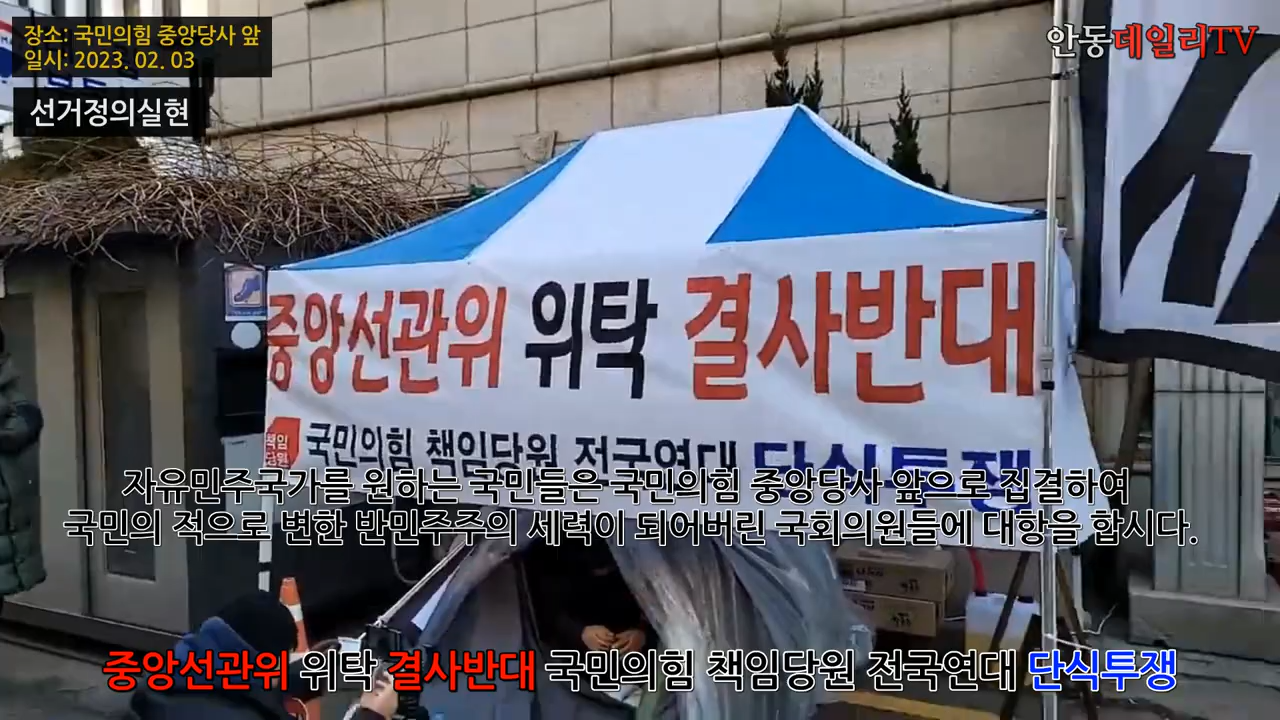 장소: 국민의힘 중앙당사 앞
일시: 2023. 02. 03
선거정의실현
안동데일리TV
중앙선관위 위탁 결사반대
책임
당원
국민의힘 책임당원 전국연대 단식투쟁
자유민주국가를 원하는 국민들은 국민의힘 중앙당사 앞으로 집결하여
국민의 적으로 변한 반민주주의 세력이 되어버린 국회의원들에 대항을 합시다.
중앙선관위 위탁 결사반대 국민의힘 책임당원 전국연대 단식투쟁